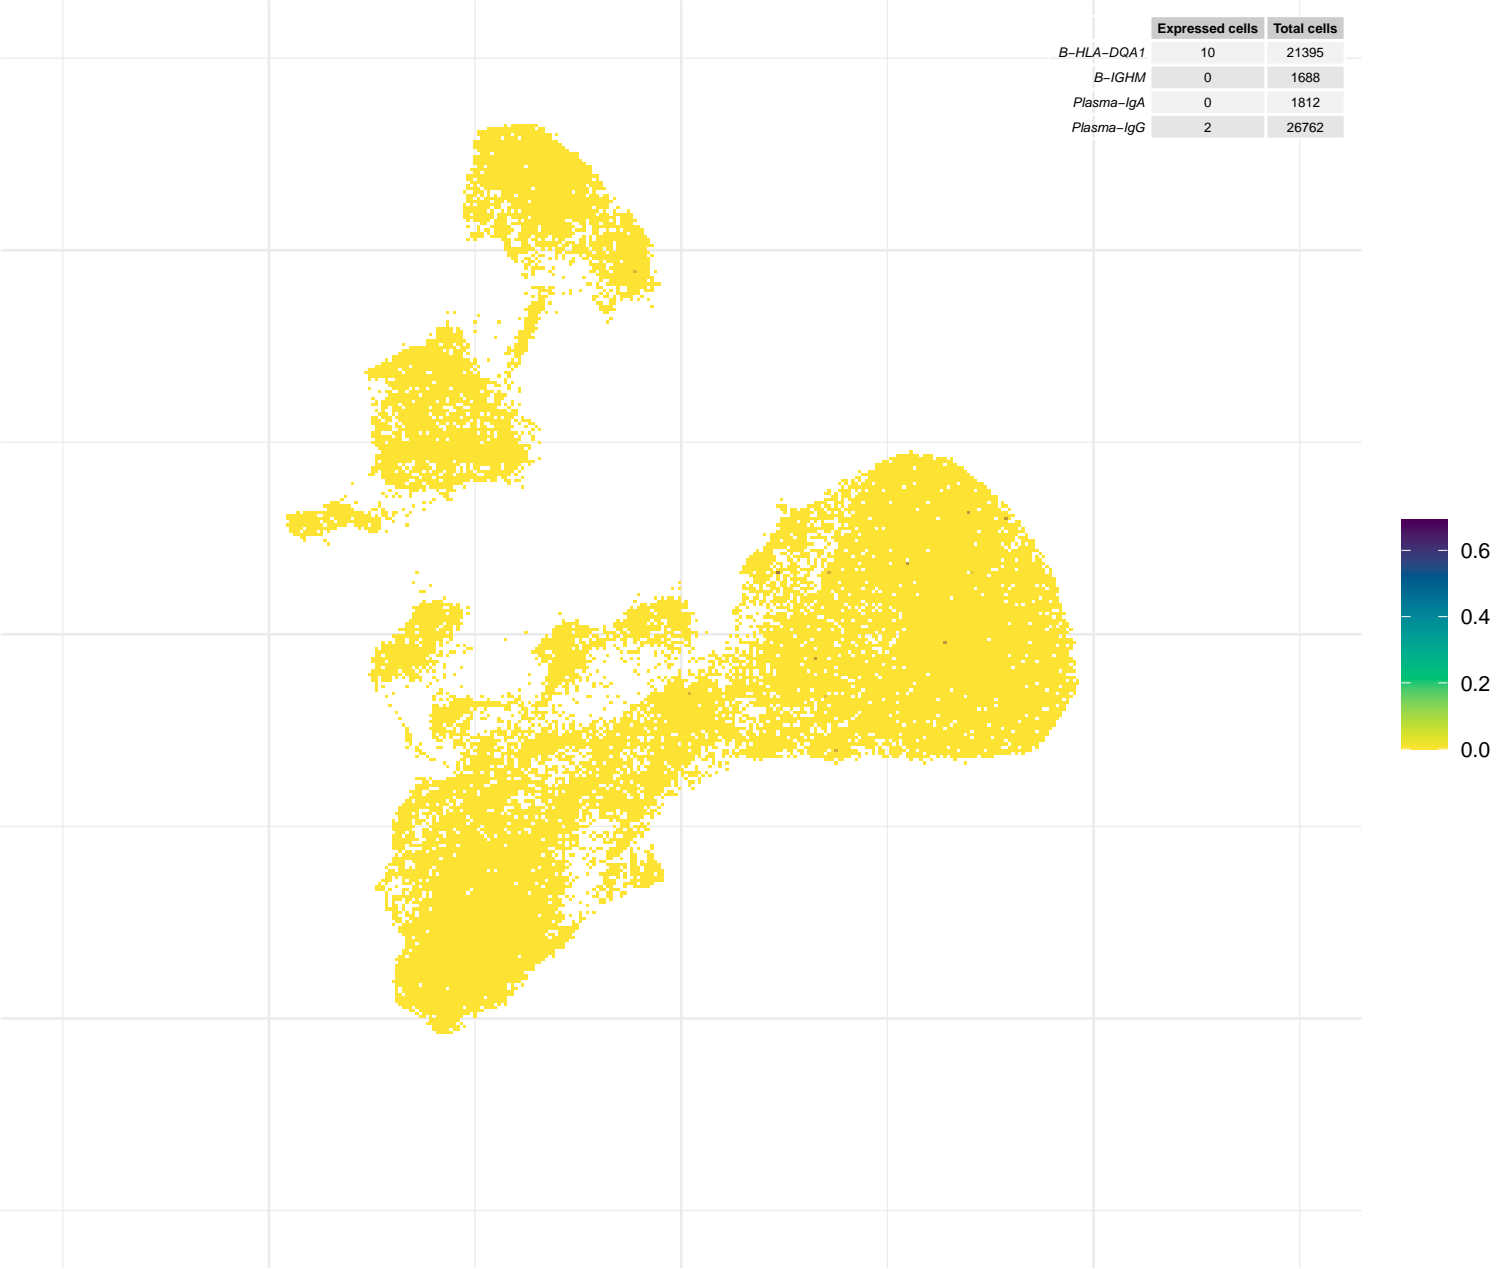 Expressed cells Total cells
B−HLA−DQA1 10 21395
B−IGHM 0 1688
Plasma−IgA 0 1812
Plasma−IgG 2 26762
0.6
0.4
0.2
0.0